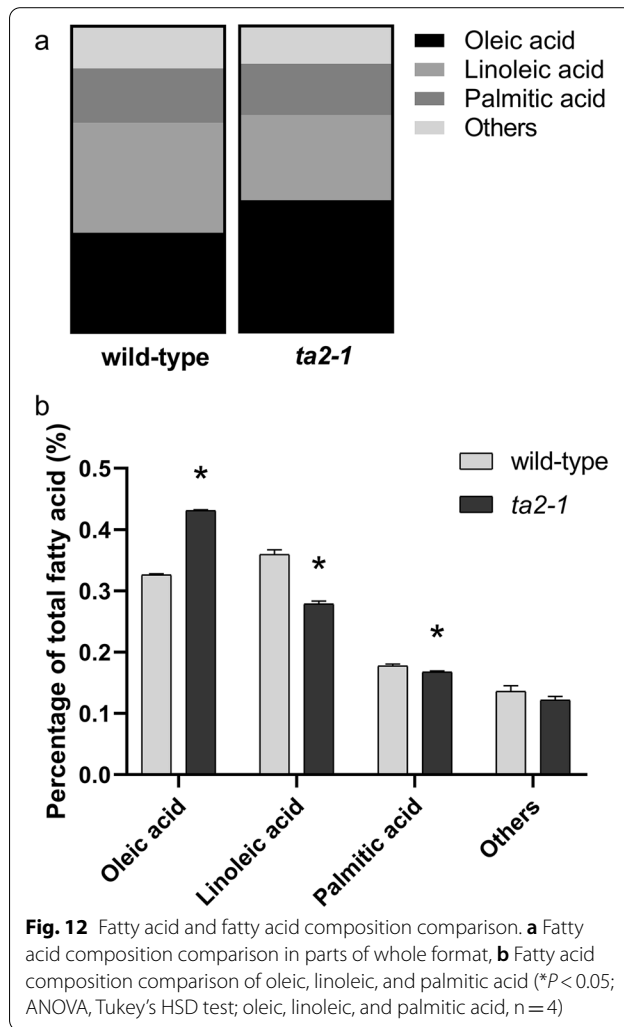 a
Oleic acid
Linoleic acid
Palmitic acid
Others
wild-type
ta2-1
b
Percentage of total fatty acid (%)
0.5
0.4
0.3
0.2
0.1
0.0
*
*
*
wild-type
ta2-1
Oleic acid
Linoleic acid
Palmitic acid
Others
Fig. 12 Fatty acid and fatty acid composition comparison. a Fatty
acid composition comparison in parts of whole format, b Fatty acid
composition comparison of oleic, linoleic, and palmitic acid (*P < 0.05;
ANOVA, Tukey's HSD test; oleic, linoleic, and palmitic acid, n = 4)